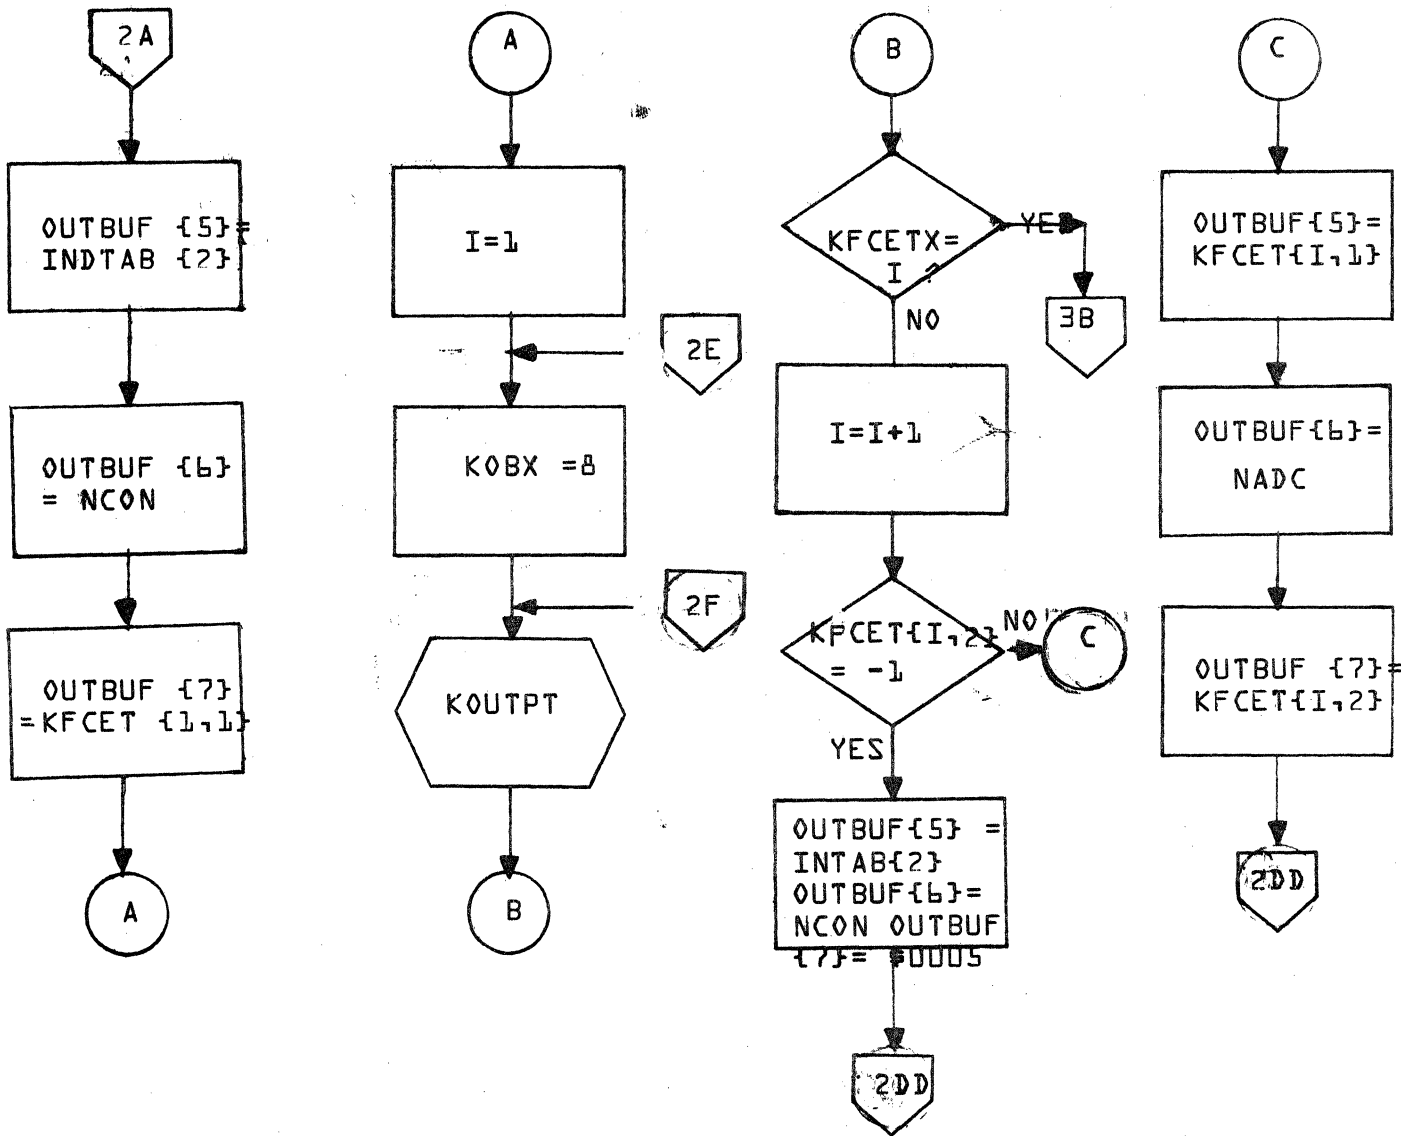 2A
OUTBUF {5}=
INDTAB {2}
OUTBUF {6}
= NCON
OUTBUF {7}
=KFCET {1,1}
A
A
I=1
2E
KOBX =8
2F
KOUTPT
B
B
KFCETX=
I ?
YES
3B
NO
I=I+1
KFCET{I,2}
= -1
NO
C
YES
OUTBUF{5} =
INTAB{2}
OUTBUF{6}=
NCON OUTBUF
{7}= $0005
2DD
C
OUTBUF{5}=
KFCET{I,1}
OUTBUF{6}=
NADC
OUTBUF {7}=
KFCET{I,2}
2DD